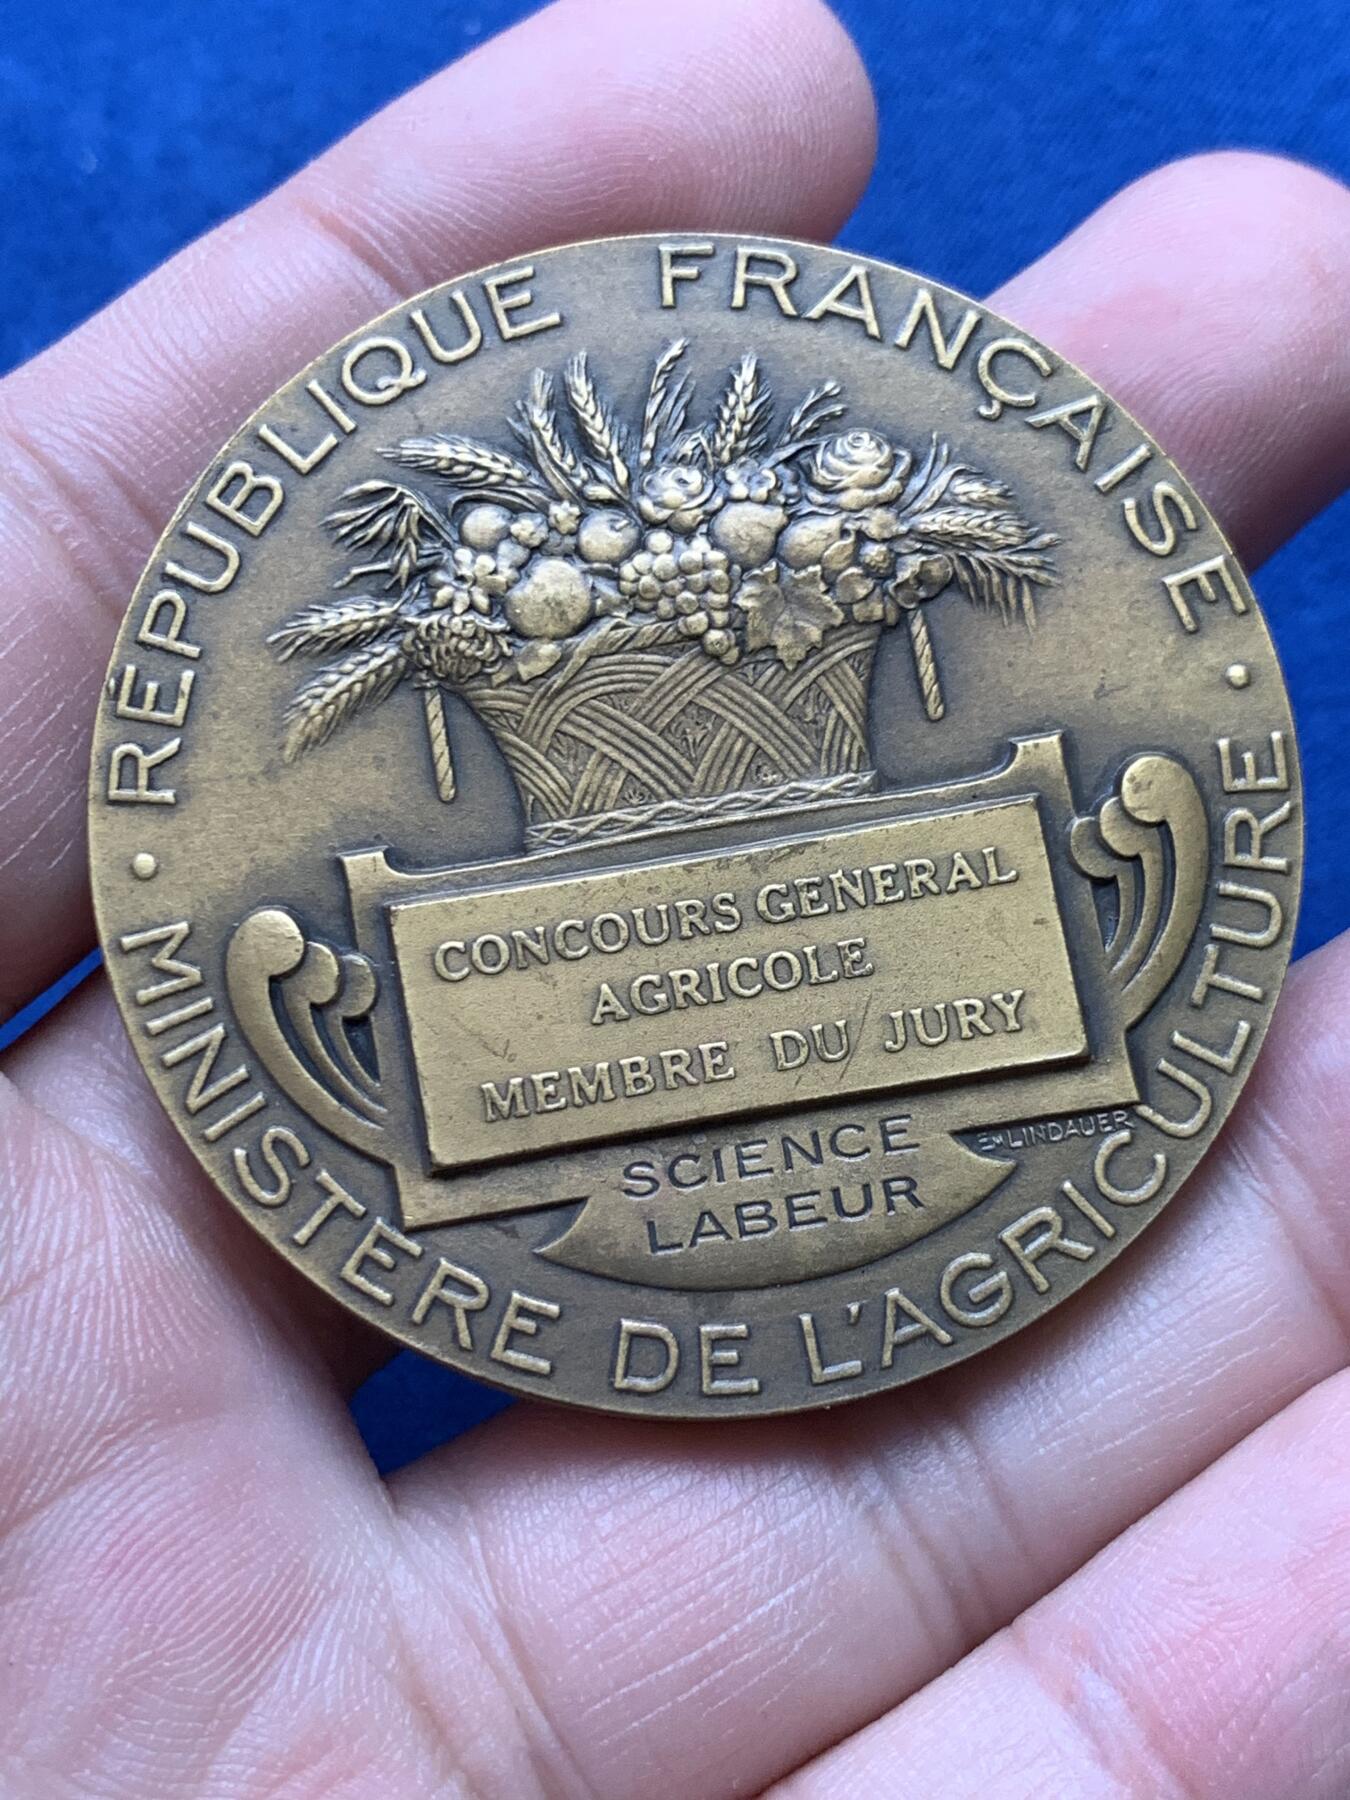 RÉPUBLIQUE FRANÇAISE
CONCOURS GENERAL
AGRICOLE
MEMBRE DU JURY
SCIENCE
LABEUR
EM LINDAUER
MINISTERE DE L'AGRICULTURE